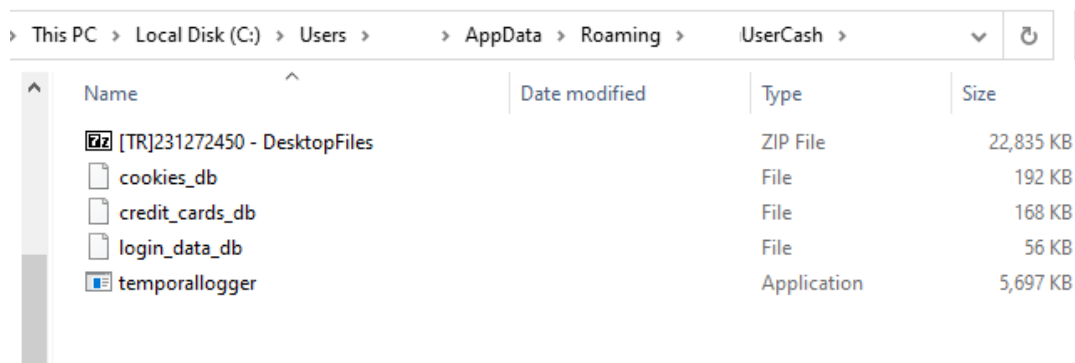 This PC > Local Disk (C:) > Users > > AppData > Roaming > UserCash >
Name Date modified Type Size
[TR]231272450 - DesktopFiles ZIP File 22,835 KB
cookies_db File 192 KB
credit_cards_db File 168 KB
login_data_db File 56 KB
temporallogger Application 5,697 KB